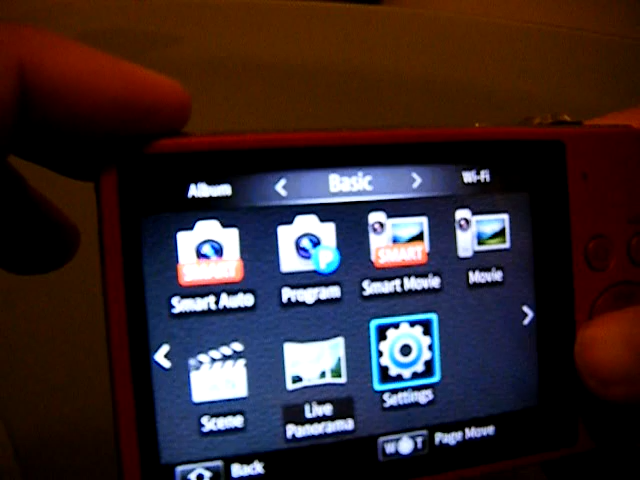 Album < Basic > Wi-Fi
SMART SMART
Smart Auto Program P Smart Movie Movie
Scene Live Panorama Settings
Back W T Page Move